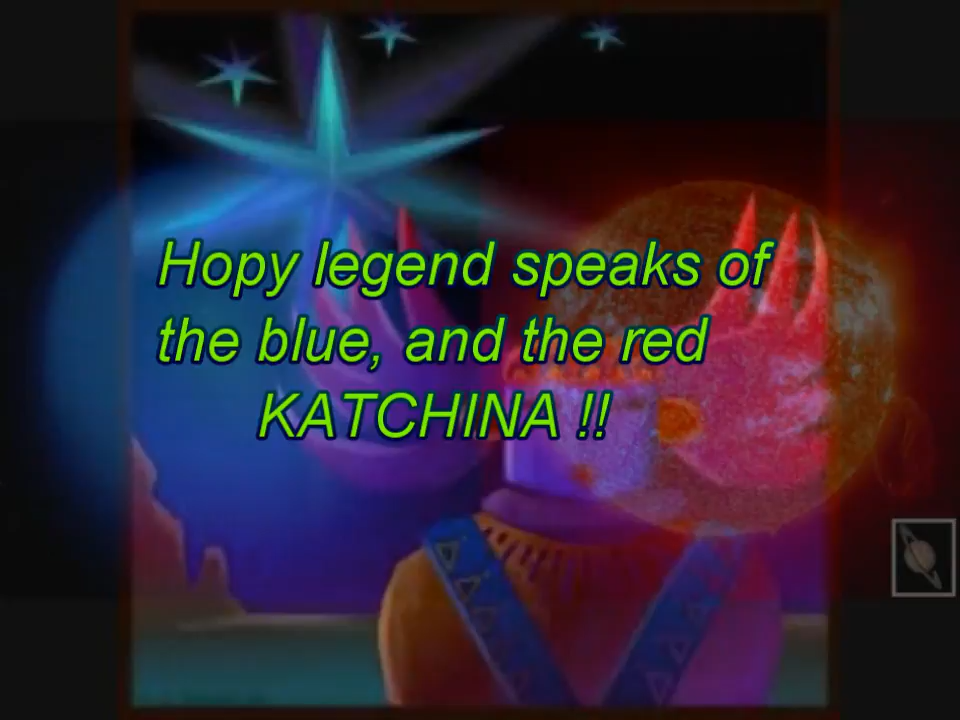 Hopy legend speaks of
the blue, and the red
KATCHINA !!